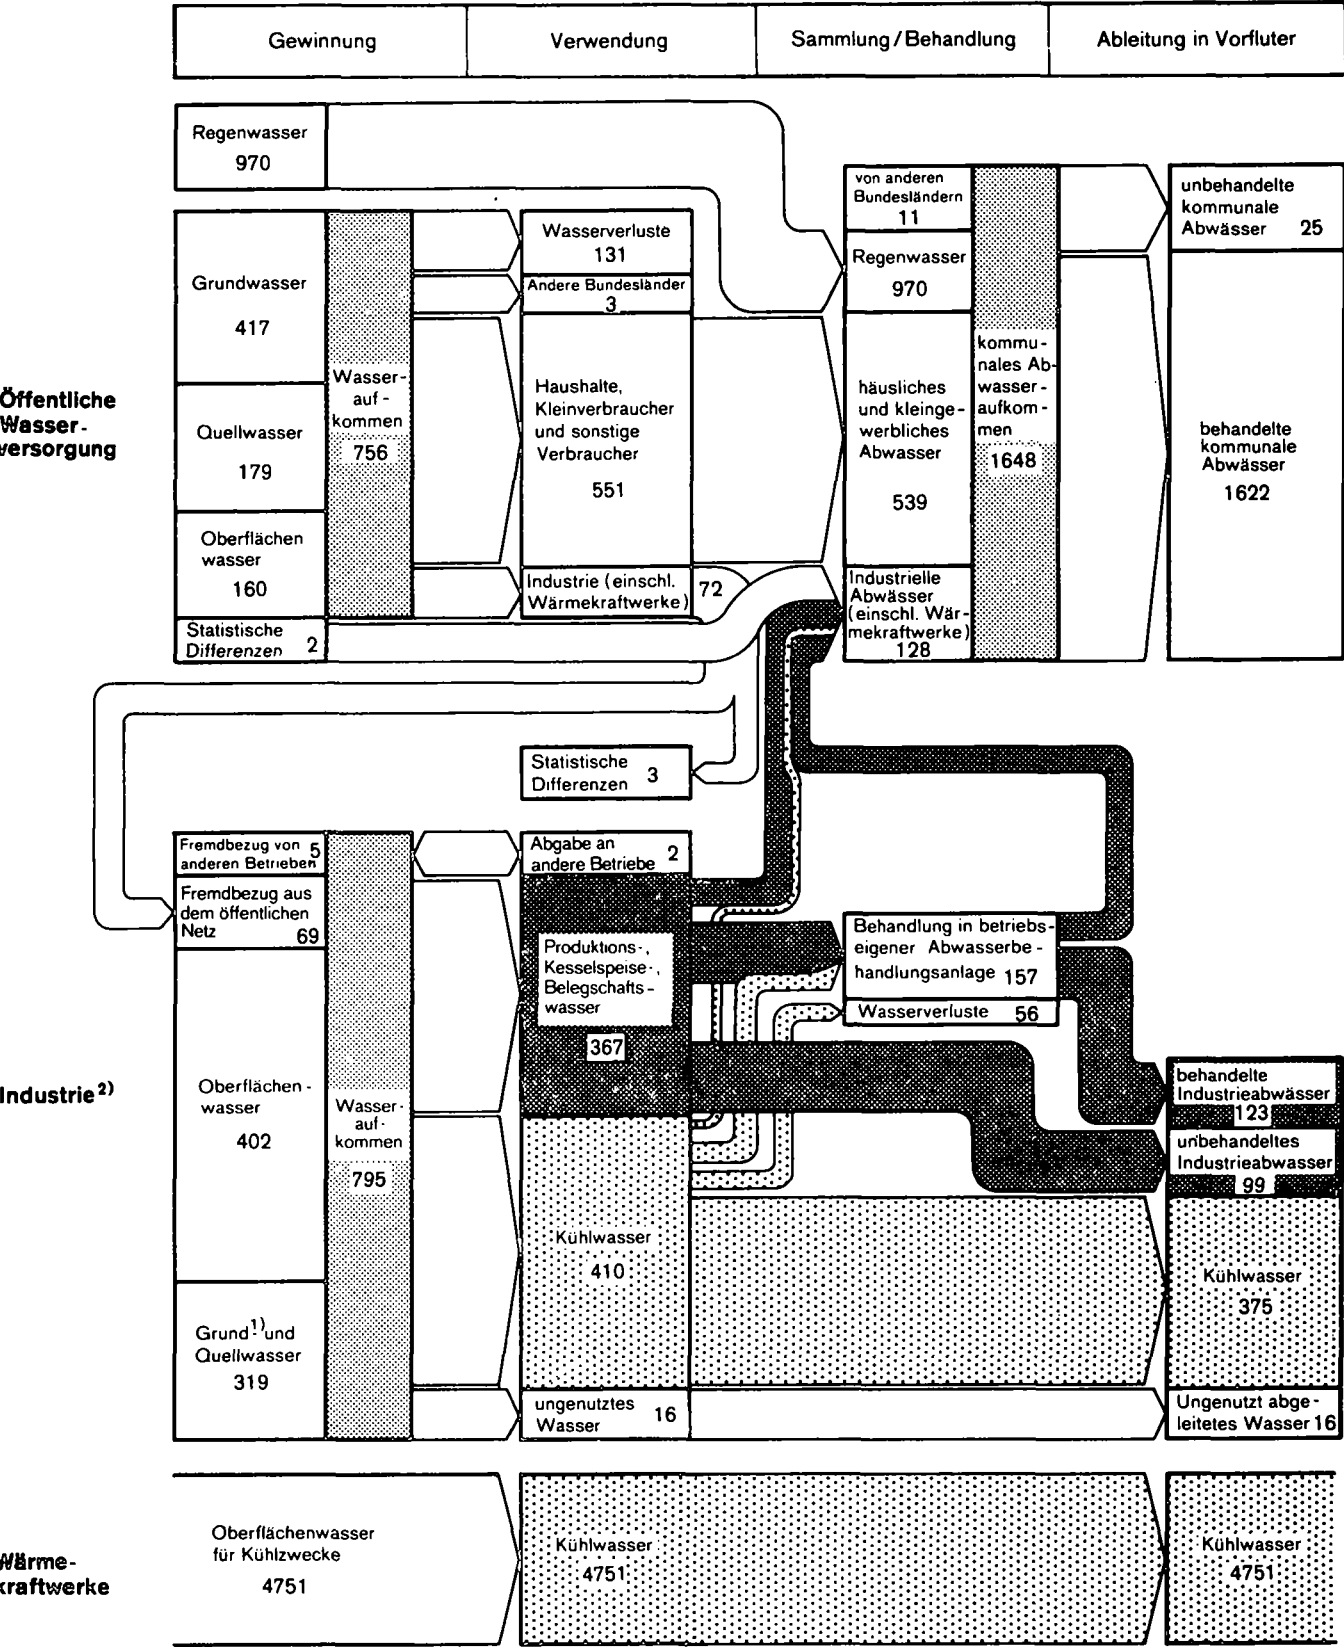 Gewinnung
Verwendung
Sammlung/Behandlung
Ableitung in Vorfluter
Öffentliche
Wasser-
versorgung
Regenwasser
970
Grundwasser
417
Quellwasser
179
Oberflächen
wasser
160
Statistische
Differenzen 2
Wasser-
auf-
kommen
756
Wasserverluste
131
Andere Bundesländer
3
Haushalte,
Kleinverbraucher
und sonstige
Verbraucher
551
Industrie (einschl.
Wärmekraftwerke)
72
von anderen
Bundesländern
11
Regenwasser
970
häusliches
und kleinge-
werbliches
Abwasser
539
Industrielle
Abwässer
(einschl. Wär-
mekraftwerke)
128
kommu-
nales Ab-
wasser-
aufkom-
men
1648
unbehandelte
kommunale
Abwässer 25
behandelte
kommunale
Abwässer
1622
Statistische
Differenzen 3
Industrie 2)
Fremdbezug von 5
anderen Betrieben
Fremdbezug aus
dem öffentlichen
Netz 69
Oberflächen-
wasser
402
Grund-1) und
Quellwasser
319
Wasser-
auf-
kommen
795
Abgabe an
andere Betriebe 2
Produktions-,
Kesselspeise-,
Belegschafts-
wasser
367
Kühlwasser
410
ungenutztes
Wasser 16
Behandlung in betriebs-
eigener Abwasserbe-
handlungsanlage 157
Wasserverluste 56
behandelte
Industrieabwässer
123
unbehandeltes
Industrieabwasser
99
Kühlwasser
375
Ungenutzt abge-
leitetes Wasser 16
Wärme-
kraftwerke
Oberflächenwasser
für Kühlzwecke
4751
Kühlwasser
4751
Kühlwasser
4751